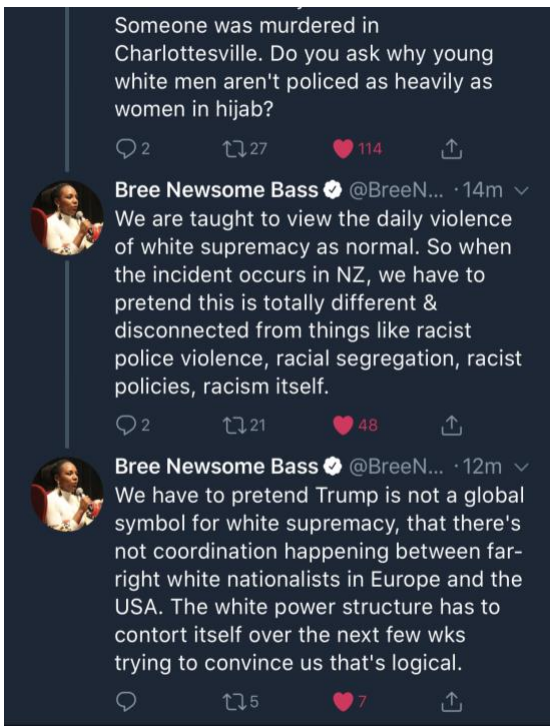 Someone was murdered in
Charlottesville. Do you ask why young
white men aren't policed as heavily as
women in hijab?
2 27 114
Bree Newsome Bass @BreeN... · 14m
We are taught to view the daily violence
of white supremacy as normal. So when
the incident occurs in NZ, we have to
pretend this is totally different &
disconnected from things like racist
police violence, racial segregation, racist
policies, racism itself.
2 21 48
Bree Newsome Bass @BreeN... · 12m
We have to pretend Trump is not a global
symbol for white supremacy, that there's
not coordination happening between far-
right white nationalists in Europe and the
USA. The white power structure has to
contort itself over the next few wks
trying to convince us that's logical.
5 7